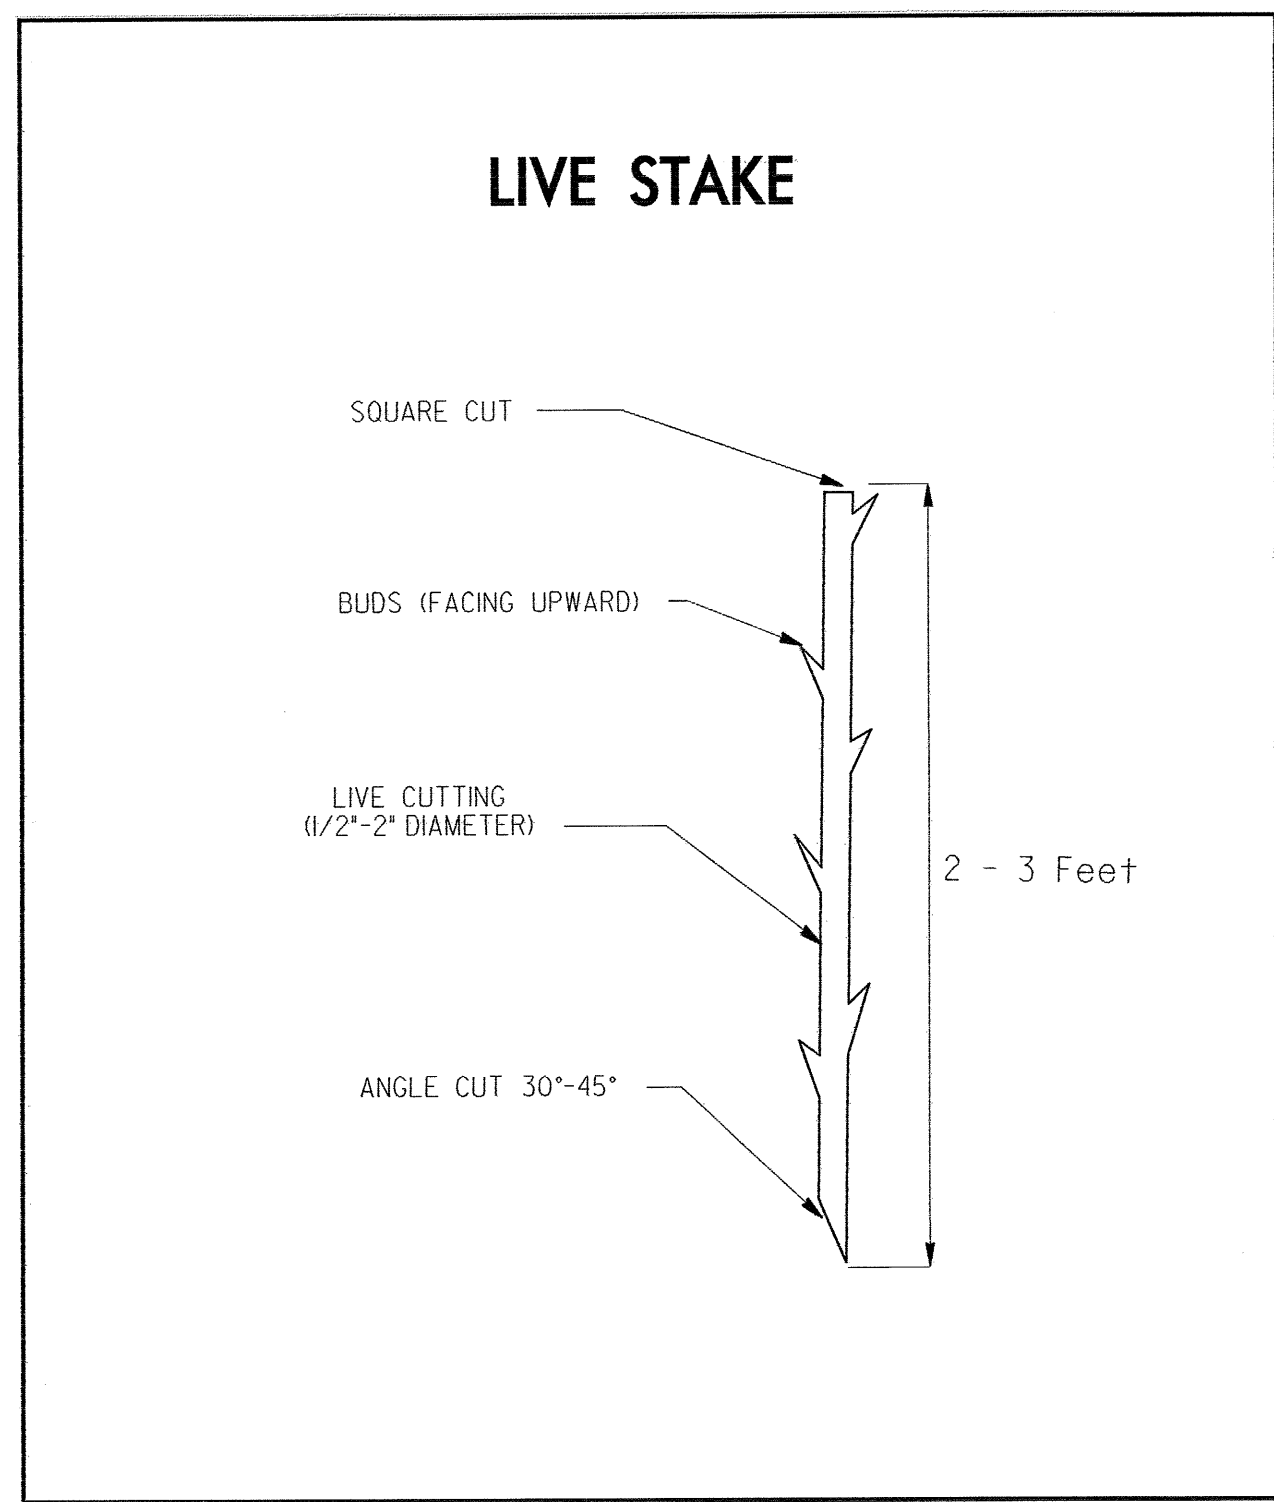 LIVE STAKE
SQUARE CUT
BUDS (FACING UPWARD)
LIVE CUTTING
(1/2"-2" DIAMETER)
2 - 3 Feet
ANGLE CUT 30°-45°